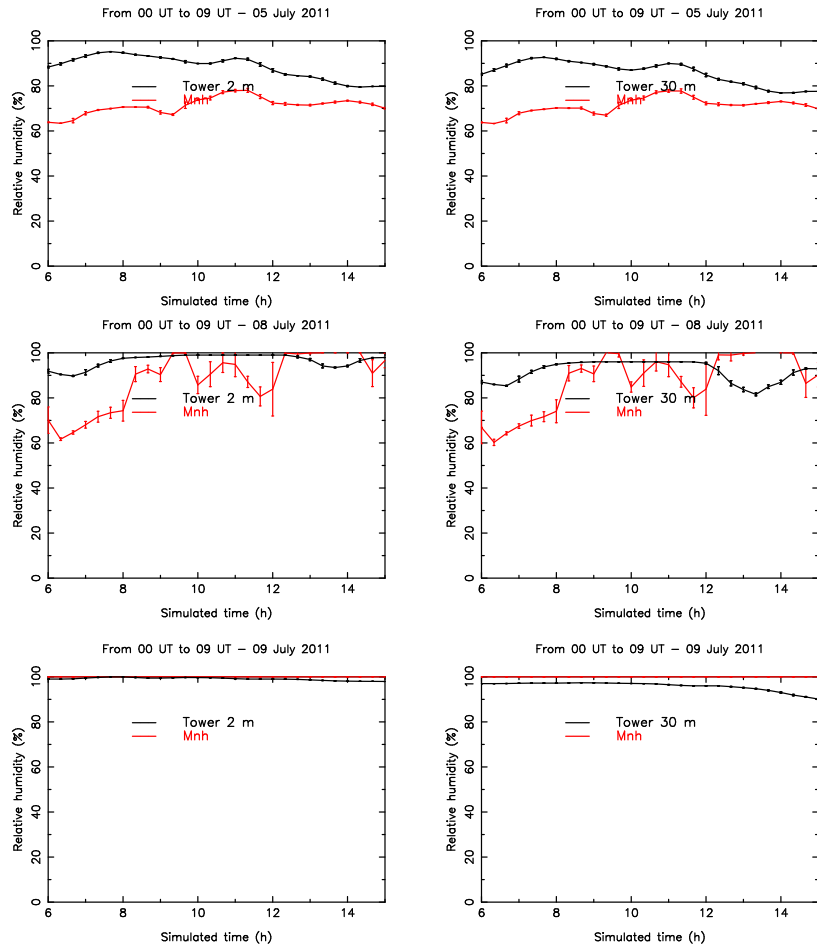 From 00 UT to 09 UT – 05 July 2011
Relative humidity (%)
100
80
60
40
20
0
Tower 2 m
Mnh
6 8 10 12 14
Simulated time (h)
From 00 UT to 09 UT – 05 July 2011
Relative humidity (%)
100
80
60
40
20
0
Tower 30 m
Mnh
6 8 10 12 14
Simulated time (h)
From 00 UT to 09 UT – 08 July 2011
Relative humidity (%)
100
80
60
40
20
0
Tower 2 m
Mnh
6 8 10 12 14
Simulated time (h)
From 00 UT to 09 UT – 08 July 2011
Relative humidity (%)
100
80
60
40
20
0
Tower 30 m
Mnh
6 8 10 12 14
Simulated time (h)
From 00 UT to 09 UT – 09 July 2011
Relative humidity (%)
100
80
60
40
20
0
Tower 2 m
Mnh
6 8 10 12 14
Simulated time (h)
From 00 UT to 09 UT – 09 July 2011
Relative humidity (%)
100
80
60
40
20
0
Tower 30 m
Mnh
6 8 10 12 14
Simulated time (h)